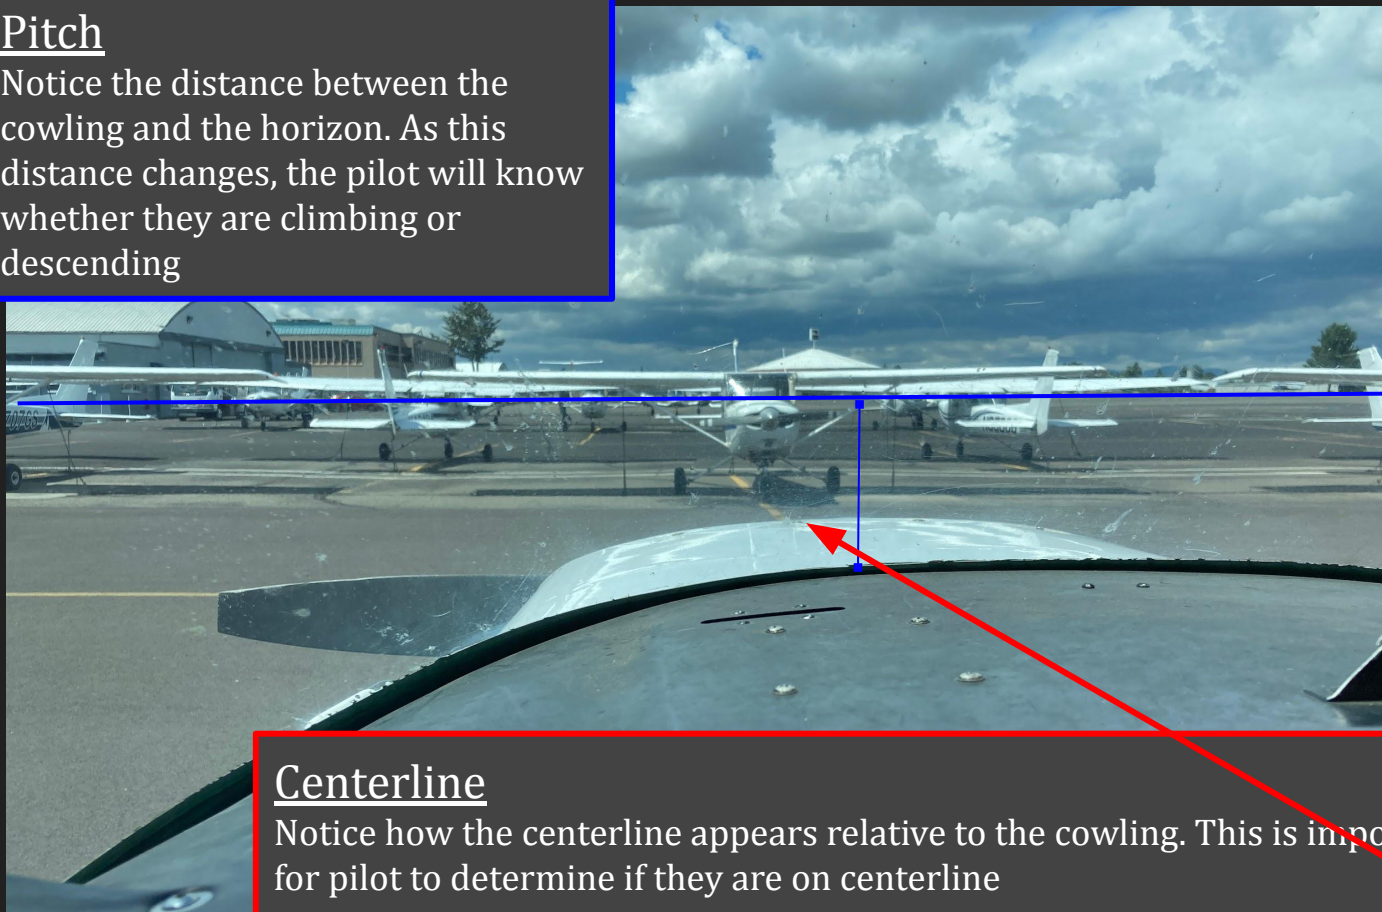 Pitch
Notice the distance between the
cowling and the horizon. As this
distance changes, the pilot will know
whether they are climbing or
descending
Centerline
Notice how the centerline appears relative to the cowling. This is
for pilot to determine if they are on centerline